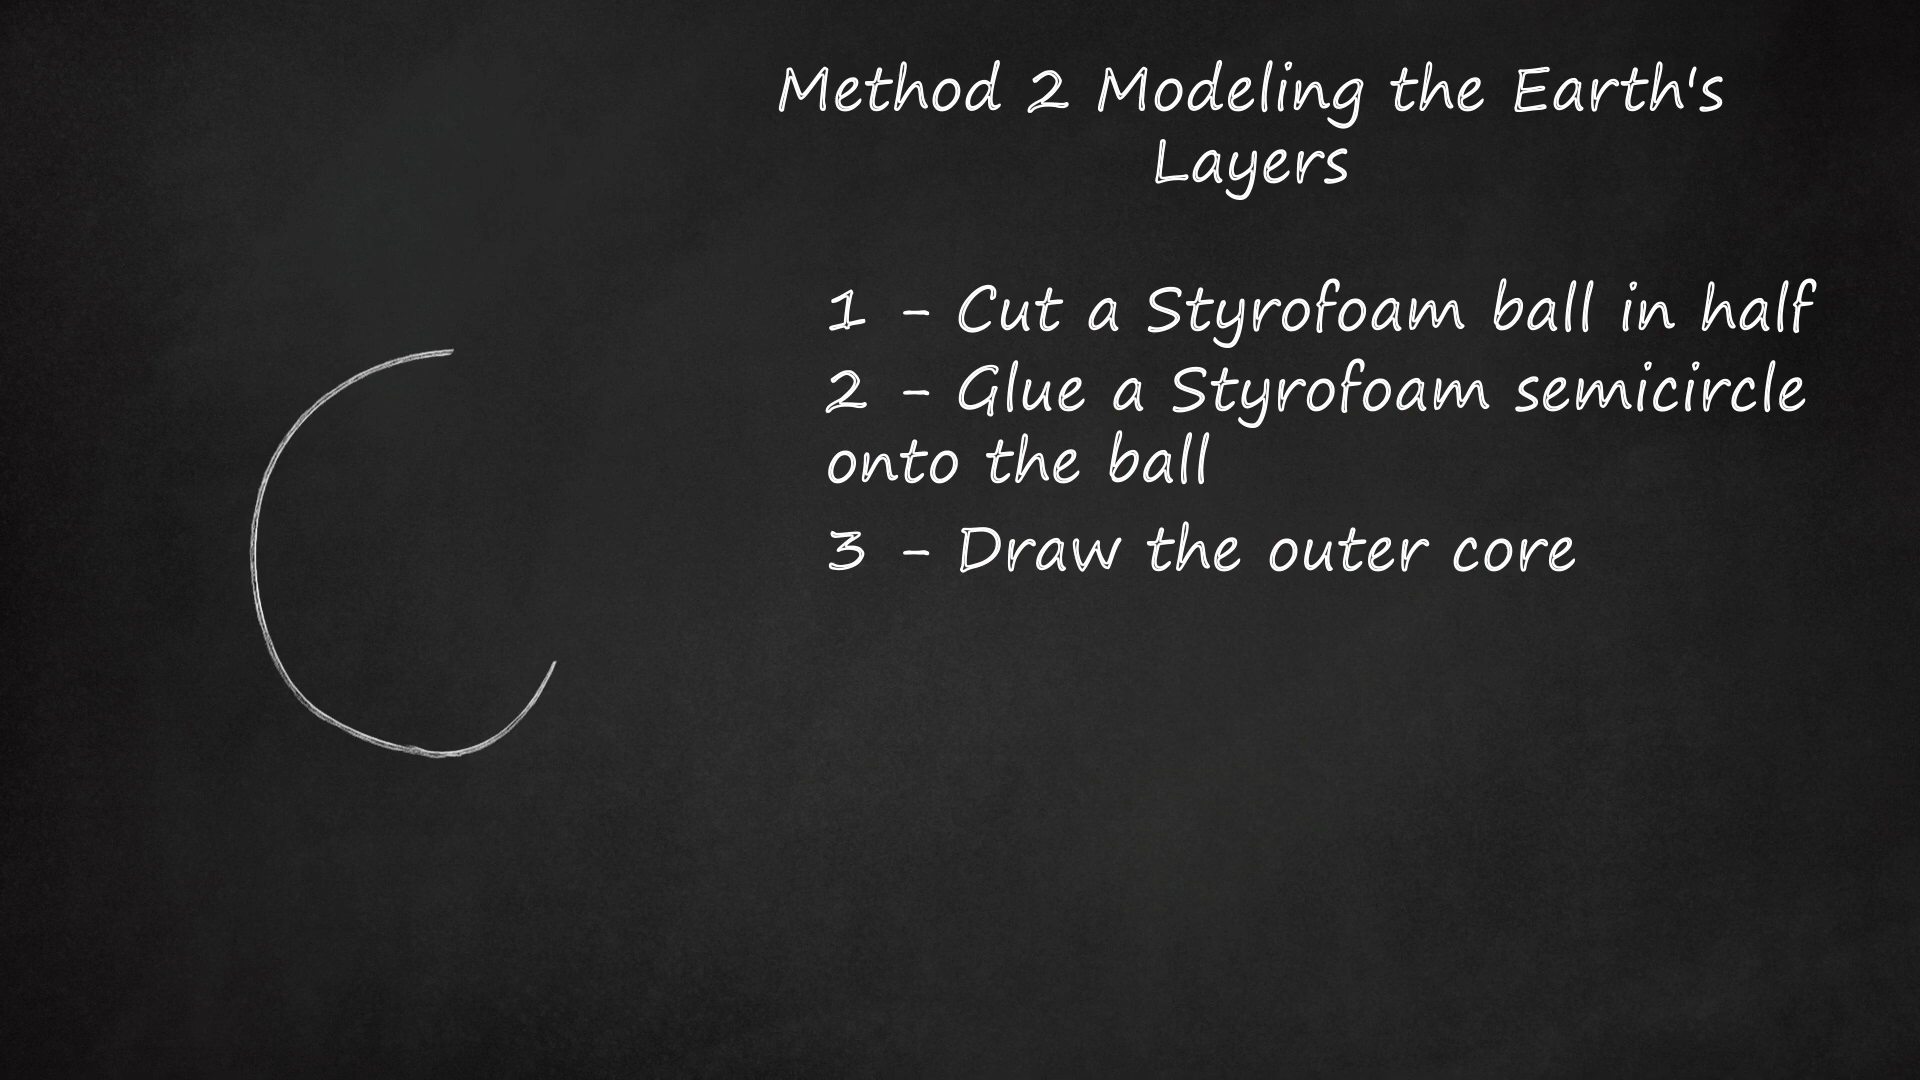 Method 2 Modeling the Earth's
Layers
1 - Cut a Styrofoam ball in half
2 - Glue a Styrofoam semicircle
onto the ball
3 - Draw the outer core